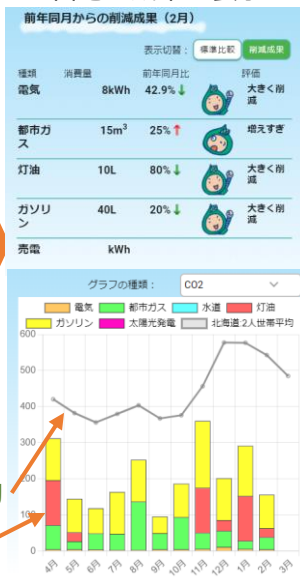 前年同月からの削減成果（2月）
表示切替： 標準比較 削減成果
種類 消費量 前年同月比 評価
電気 8kWh 42.9%↓ 大きく削
減
都市ガ 15m³ 25%↑ 増えすぎ
ス
灯油 10L 80%↓ 大きく削
減
ガソリ 40L 20%↓ 大きく削
ン 減
売電 kWh
グラフの種類： CO2
電気 都市ガス 水道 灯油
ガソリン 太陽光発電 北海道:2人世帯平均
600
500
400
300
200
100
0
4月 5月 6月 7月 8月 9月 10月 11月 12月 1月 2月 3月